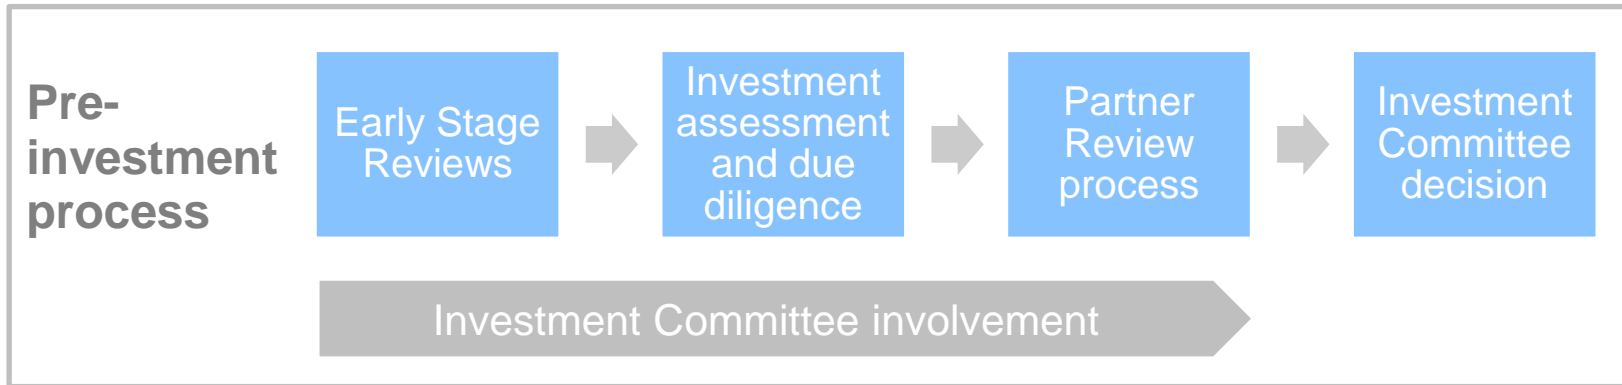 Pre-
investment
process
Early Stage
Reviews
Investment
assessment
and due
diligence
Partner
Review
process
Investment
Committee
decision
Investment Committee involvement